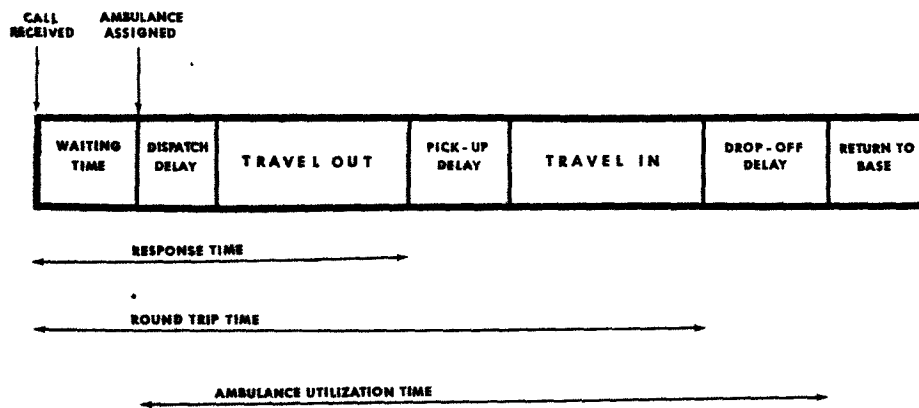 CALL
RECEIVED
AMBULANCE
ASSIGNED
WAITING
TIME
DISPATCH
DELAY
TRAVEL OUT
PICK-UP
DELAY
TRAVEL IN
DROP-OFF
DELAY
RETURN TO
BASE
RESPONSE TIME
ROUND TRIP TIME
AMBULANCE UTILIZATION TIME